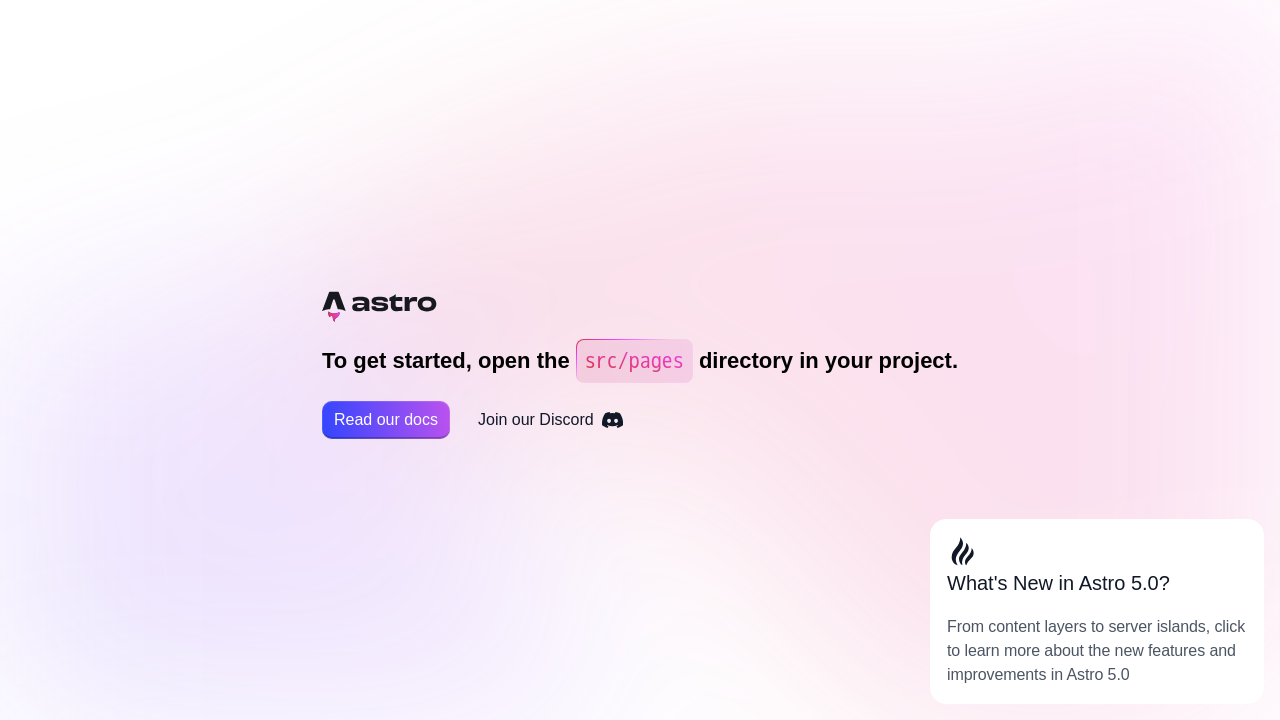 astro
To get started, open the src/pages directory in your project.
Read our docs
Join our Discord
What's New in Astro 5.0?
From content layers to server islands, click
to learn more about the new features and
improvements in Astro 5.0